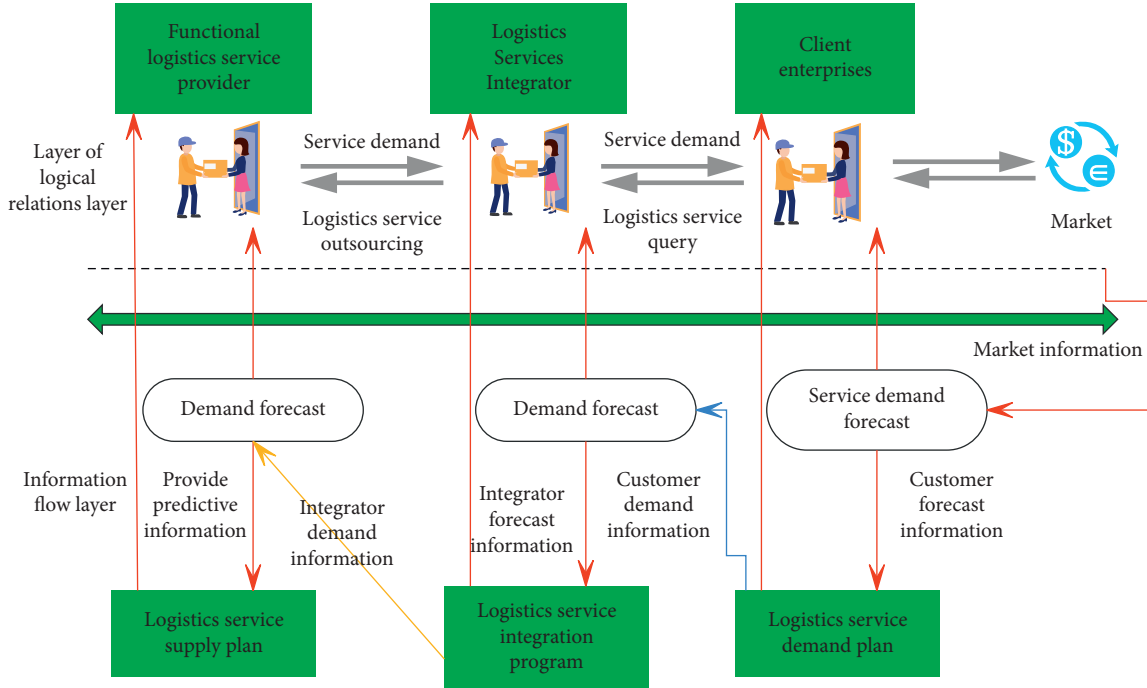 Functional
logistics service
provider
Logistics
Services
Integrator
Client
enterprises
Layer of
logical
relations layer
Service demand
Logistics service
outsourcing
Service demand
Logistics service
query
$
∈
Market
Market information
Demand forecast
Demand forecast
Service demand
forecast
Information
flow layer
Provide
predictive
information
Integrator
demand
information
Integrator
forecast
information
Customer
demand
information
Customer
forecast
information
Logistics service
supply plan
Logistics service
integration
program
Logistics service
demand plan